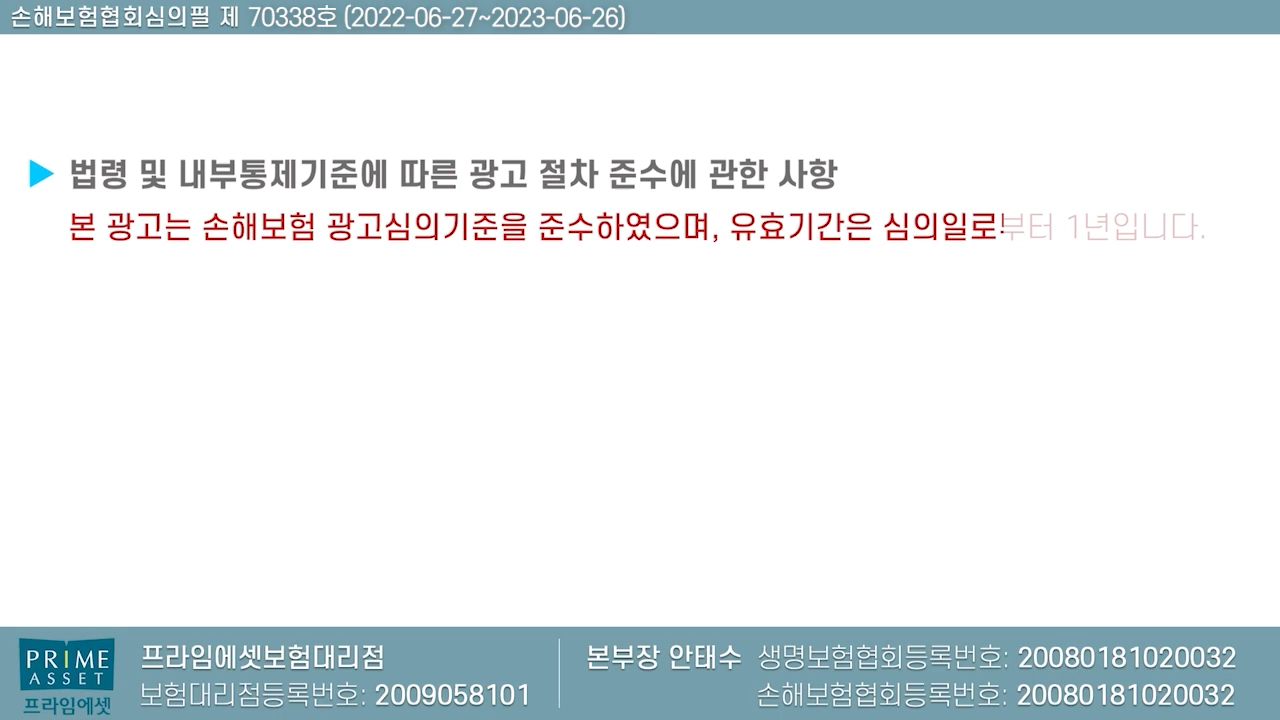 손해보험협회심의필 제 70338호 (2022-06-27~2023-06-26)
▶ 법령 및 내부통제기준에 따른 광고 절차 준수에 관한 사항
본 광고는 손해보험 광고심의기준을 준수하였으며, 유효기간은 심의일로부터 1년입니다.
PRIME
ASSET
프라임에셋
프라임에셋보험대리점
보험대리점등록번호: 2009058101
본부장 안태수 생명보험협회등록번호: 20080181020032
손해보험협회등록번호: 20080181020032